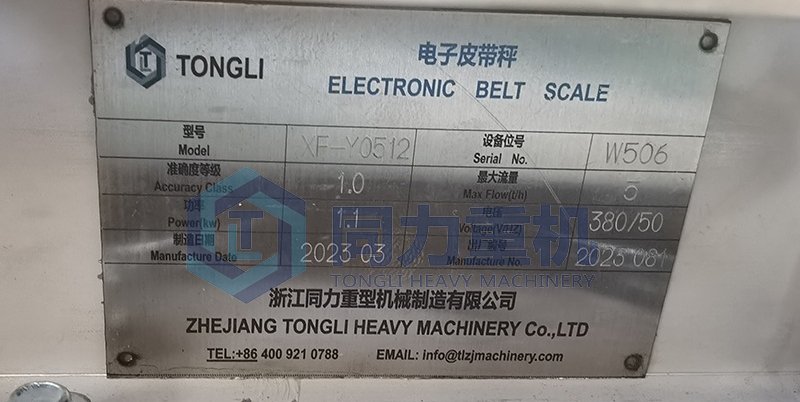 TONGLI
电子皮带秤
ELECTRONIC BELT SCALE
型号
Model
XF-Y0512
设备位号
Serial No.
W506
准确度等级
Accuracy Class
1.0
最大流量
Max Flow(t/h)
5
功率
Power(kw)
1.1
电压
Voltage(V/HZ)
380/50
制造日期
Manufacture Date
2023 03
出厂编号
Manufacture No.
2023 081
同力重机
TONGLI HEAVY MACHINERY
浙江同力重型机械制造有限公司
ZHEJIANG TONGLI HEAVY MACHINERY Co.,LTD
TEL:+86 400 921 0788 EMAIL: info@tlzjmachinery.com